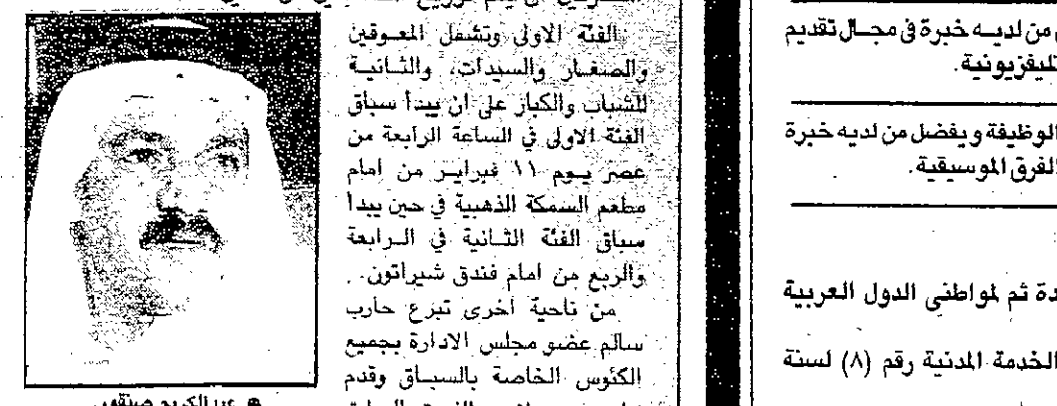 الفئة الاولى وتشمل المعوقين
والصغار والسيدات، والثانية
للشباب والكبار على ان يبدأ سباق
الفئة الاولى في الساعة الرابعة من
عصر يوم ١١ فبراير من امام
مطعم السمكة الذهبية في حين يبدأ
سباق الفئة الثانية في الرابعة
والربع من امام فندق شيراتون.
من ناحية اخرى تبرع حارب
سالم عضو مجلس الادارة بجميع
الكئوس الخاصة بالسباق وقدم
عبدالكريم
من لديه خبرة في مجال تقديم
تليفزيونية.
الوظيفة ويفضل من لديه خبرة
الفرق الموسيقية.
ثم لمواطني الدول العربية
الخدمة المدنية رقم (٨) لسنة